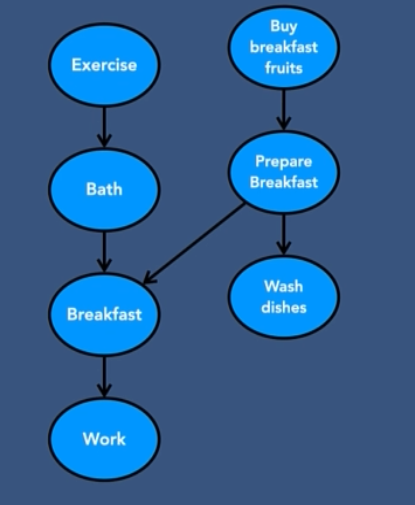 Exercise
Bath
Breakfast
Work
Buy
breakfast
fruits
Prepare
Breakfast
Wash
dishes